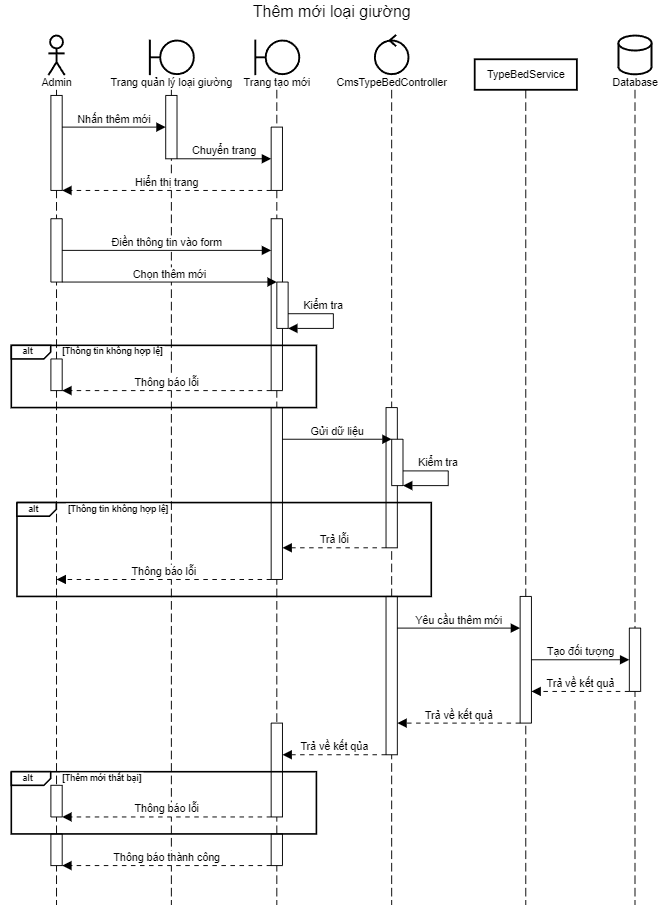 Thêm mới loại giường
Admin
Trang quản lý loại giường
Trang tạo mới
CmsTypeBedController
TypeBedService
Database
Nhấn thêm mới
Chuyển trang
Hiển thị trang
Điền thông tin vào form
Chọn thêm mới
Kiểm tra
alt
[Thông tin không hợp lệ]
Thông báo lỗi
Gửi dữ liệu
Kiểm tra
alt
[Thông tin không hợp lệ]
Trả lỗi
Thông báo lỗi
Yêu cầu thêm mới
Tạo đối tượng
Trả về kết quả
Trả về kết quả
Trả về kết qủa
alt
[Thêm mới thất bại]
Thông báo lỗi
Thông báo thành công